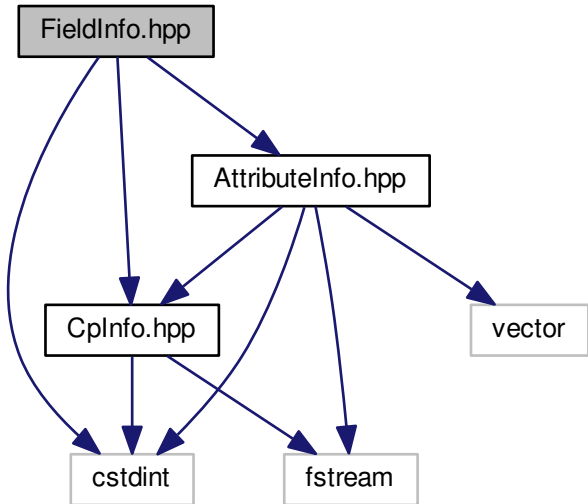 FieldInfo.hpp
AttributeInfo.hpp
CpInfo.hpp
vector
cstdint
fstream